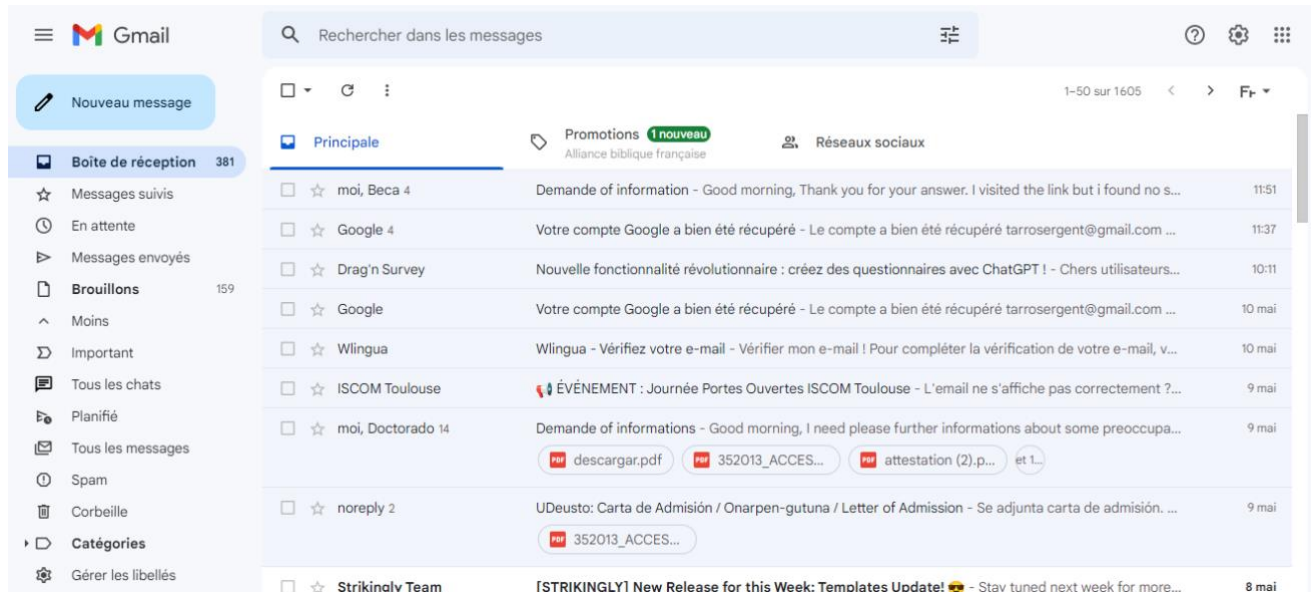 Gmail
Rechercher dans les messages
Nouveau message
1–50 sur 1605
Boîte de réception 381
Messages suivis
En attente
Messages envoyés
Brouillons 159
Moins
Important
Tous les chats
Planifié
Tous les messages
Spam
Corbeille
Catégories
Gérer les libellés
Principale
Promotions 1 nouveau
Alliance biblique française
Réseaux sociaux
moi, Beca 4 Demande of information - Good morning, Thank you for your answer. I visited the link but i found no s... 11:51
Google 4 Votre compte Google a bien été récupéré - Le compte a bien été récupéré tarrosergent@gmail.com ... 11:37
Drag'n Survey Nouvelle fonctionnalité révolutionnaire : créez des questionnaires avec ChatGPT ! - Chers utilisateurs... 10:11
Google Votre compte Google a bien été récupéré - Le compte a bien été récupéré tarrosergent@gmail.com ... 10 mai
Wlingua Wlingua - Vérifiez votre e-mail - Vérifier mon e-mail ! Pour compléter la vérification de votre e-mail, v... 10 mai
ISCOM Toulouse 📢 ÉVÉNEMENT : Journée Portes Ouvertes ISCOM Toulouse - L'email ne s'affiche pas correctement ?... 9 mai
moi, Doctorado 14 Demande of informations - Good morning, I need please further informations about some preoccupa... 9 mai
PDF descargar.pdf PDF 352013_ACCES... PDF attestation (2).p... et 1...
noreply 2 UDeusto: Carta de Admisión / Onarpen-gutuna / Letter of Admission - Se adjunta carta de admisión. ... 9 mai
PDF 352013_ACCES...
Strikingly Team [STRIKINGLY] New Release for this Week: Templates Update! 😎 - Stay tuned next week for more... 8 mai